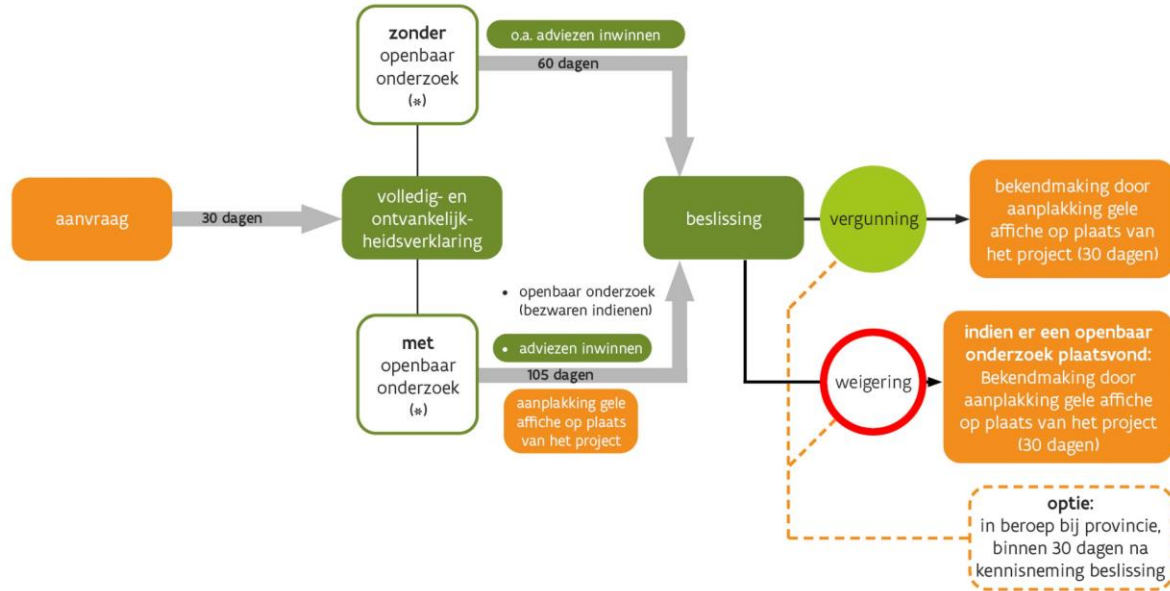 zonder
openbaar
onderzoek
(*)
o.a. adviezen inwinnen
60 dagen
aanvraag
30 dagen
volledig- en
ontvankelijk-
heidsverklaring
beslissing
vergunning
bekendmaking door
aanplakking gele
affiche op plaats van
het project (30 dagen)
met
openbaar
onderzoek
(*)
• openbaar onderzoek
(bezwaren indienen)
• adviezen inwinnen
105 dagen
aanplakking gele
affiche op plaats
van het project
weigering
indien er een openbaar
onderzoek plaatsvond:
Bekendmaking door
aanplakking gele affiche
op plaats van het project
(30 dagen)
optie:
in beroep bij provincie,
binnen 30 dagen na
kennisneming beslissing